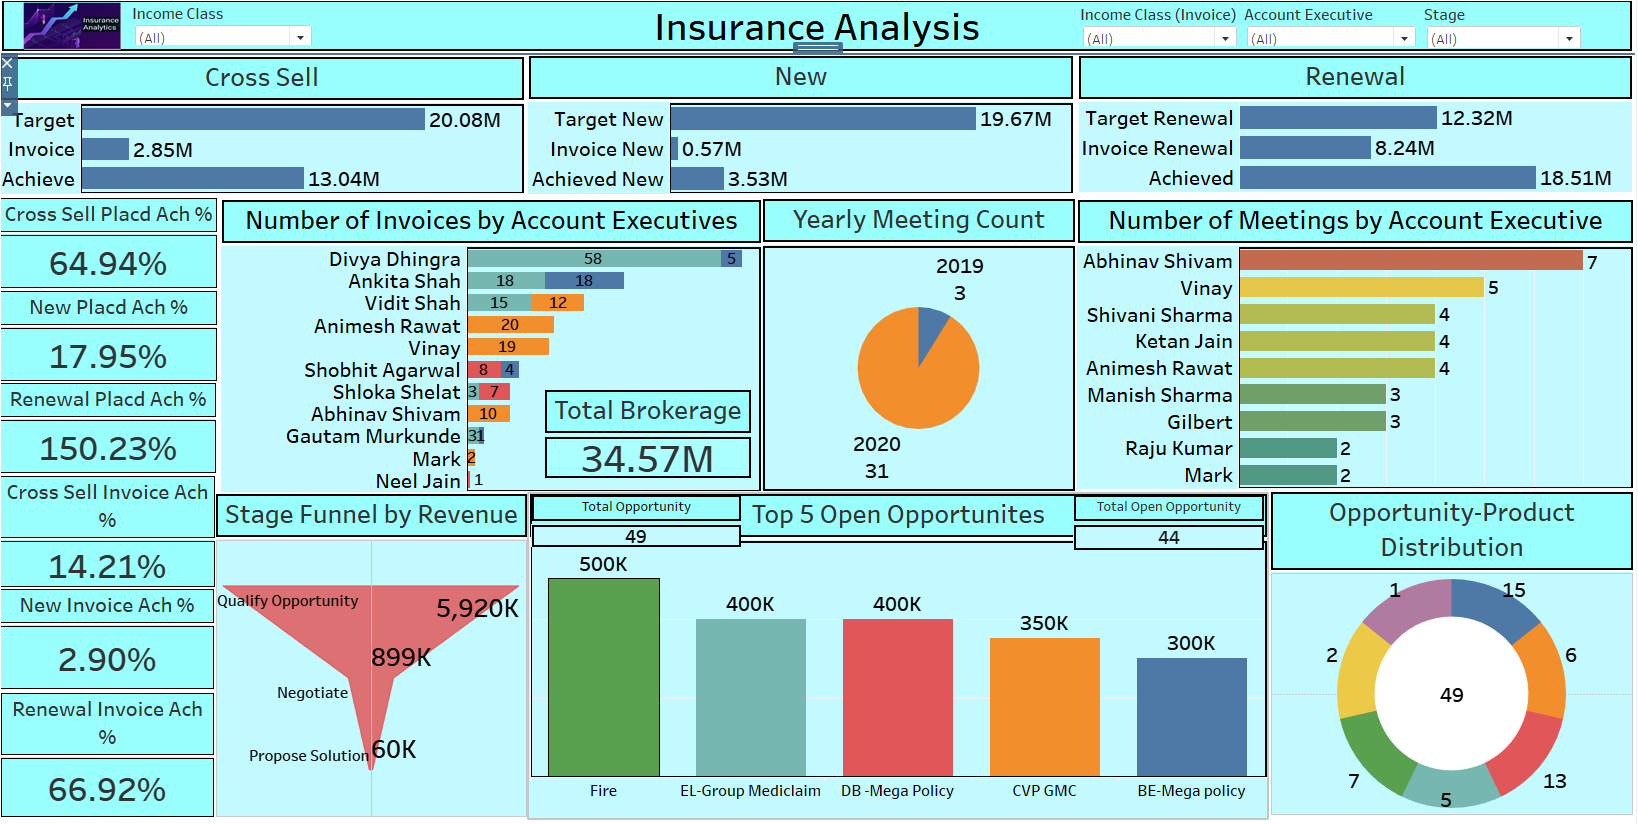 Insurance
Analytics
Income Class
(All)
Insurance Analysis
Income Class (Invoice)
(All)
Account Executive
(All)
Stage
(All)
Cross Sell
Target 20.08M
Invoice 2.85M
Achieve 13.04M
New
Target New 19.67M
Invoice New 0.57M
Achieved New 3.53M
Renewal
Target Renewal 12.32M
Invoice Renewal 8.24M
Achieved 18.51M
Cross Sell Placd Ach %
64.94%
New Placd Ach %
17.95%
Renewal Placd Ach %
150.23%
Cross Sell Invoice Ach
%
14.21%
New Invoice Ach %
2.90%
Renewal Invoice Ach
%
66.92%
Number of Invoices by Account Executives
Divya Dhingra 58 5
Ankita Shah 18 18
Vidit Shah 15 12
Animesh Rawat 20
Vinay 19
Shobhit Agarwal 8 4
Shloka Shelat 3 7
Abhinav Shivam 10
Gautam Murkunde 3 1
Mark 2
Neel Jain 1
Total Brokerage
34.57M
Yearly Meeting Count
2019
3
2020
31
Number of Meetings by Account Executive
Abhinav Shivam 7
Vinay 5
Shivani Sharma 4
Ketan Jain 4
Animesh Rawat 4
Manish Sharma 3
Gilbert 3
Raju Kumar 2
Mark 2
Stage Funnel by Revenue
Qualify Opportunity 5,920K
899K
Negotiate
Propose Solution 60K
Total Opportunity
49
Top 5 Open Opportunites
Total Open Opportunity
44
500K
400K
400K
350K
300K
Fire
EL-Group Mediclaim
DB -Mega Policy
CVP GMC
BE-Mega policy
Opportunity-Product
Distribution
1
15
2
6
49
7
13
5